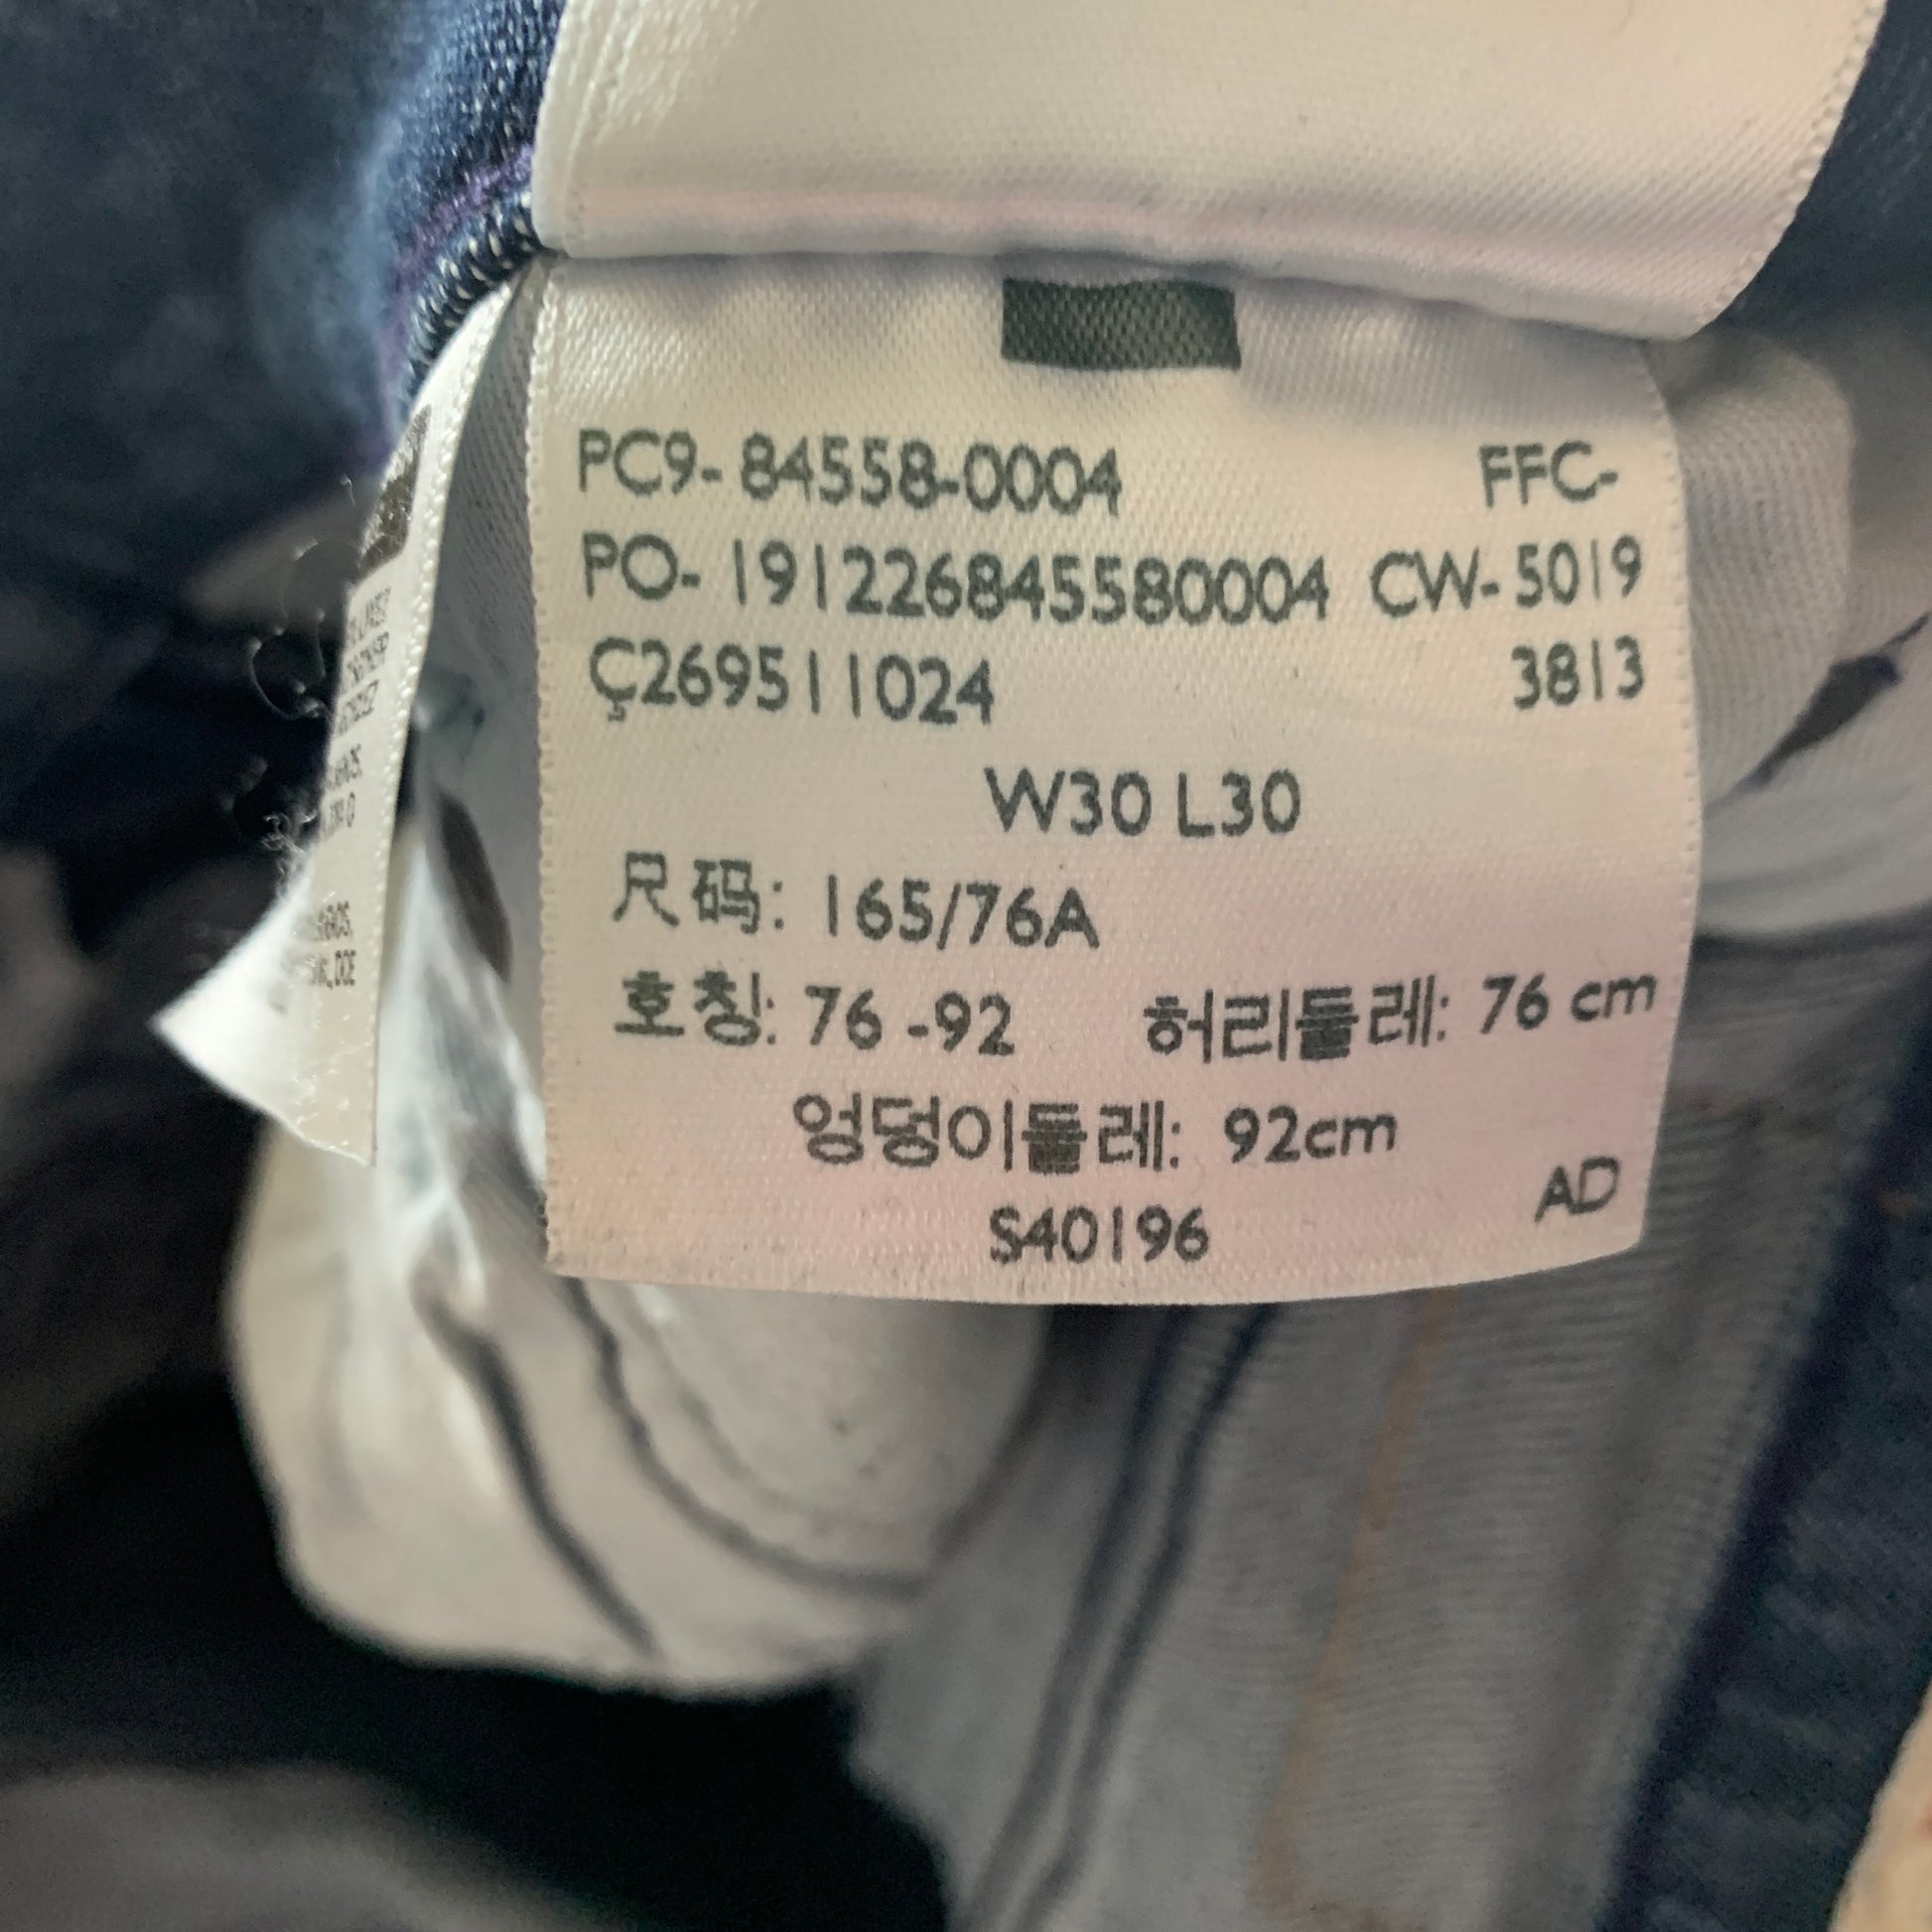 PC9- 84558-0004 FFC-
PO- 191226845580004 CW- 5019
Ç269511024 3813
W30 L30
尺码: 165/76A
호칭: 76 -92 허리둘레: 76 cm
엉덩이둘레: 92cm
AD
S40196